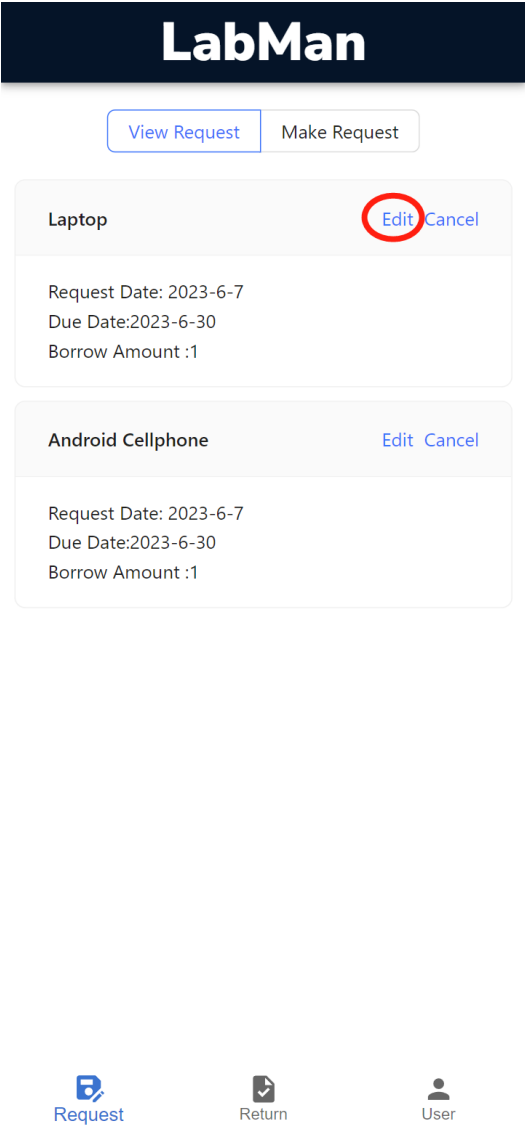 LabMan
View Request Make Request
Laptop Edit Cancel
Request Date: 2023-6-7
Due Date:2023-6-30
Borrow Amount :1
Android Cellphone Edit Cancel
Request Date: 2023-6-7
Due Date:2023-6-30
Borrow Amount :1
Request Return User